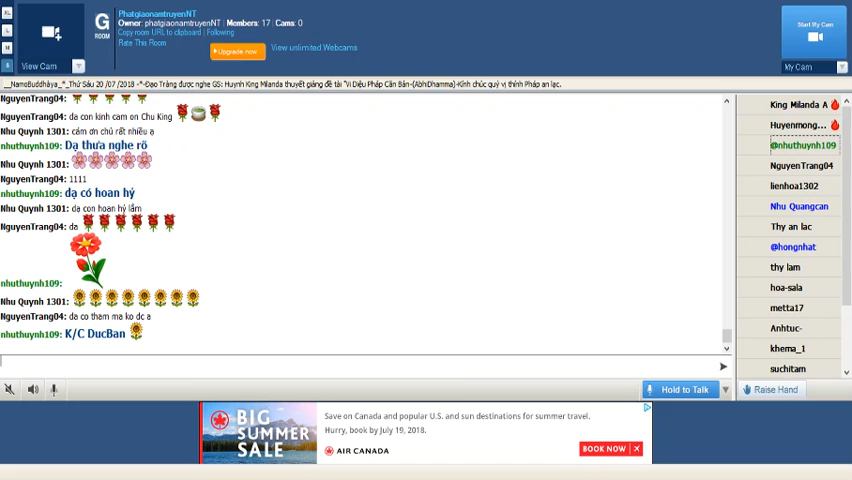 XL
L
M
S
View Cam
G
ROOM
PhatgiaonamtruyenNT
Owner: phatgiaonamtruyenNT | Members: 17 | Cams: 0
Copy room URL to clipboard | Following
Rate This Room
Upgrade now
View unlimited Webcams
Start My Cam
My Cam
__NamoBuddhàya_*_Thứ Sáu 20 /07 /2018 -*-Đạo Tràng được nghe GS: Huynh King Milanda thuyết giảng đề tài "Vi Diệu Pháp Căn Bản-(AbhiDhamma)-Kính chúc quý vị thính Pháp an lạc.
NguyenTrang04:
NguyenTrang04: da con kinh cam on Chu King
Nhu Quynh 1301: cám ơn chú rất nhiều ạ
nhuthuynh109: Dạ thưa nghe rõ
Nhu Quynh 1301:
NguyenTrang04: 1111
nhuthuynh109: dạ có hoan hỷ
Nhu Quynh 1301: dạ con hoan hỷ lắm
NguyenTrang04: da
nhuthuynh109:
Nhu Quynh 1301:
NguyenTrang04: da co tham ma ko dc a
nhuthuynh109: K/C DucBan
King Milanda A
Huyenmong...
@nhuthuynh109
NguyenTrang04
lienhoa1302
Nhu Quangcan
Thy an lac
@hongnhat
thy lam
hoa-sala
metta17
Anhtuc-
khema_1
suchitam
Hold to Talk
Raise Hand
BIG
SUMMER
SALE
Save on Canada and popular U.S. and sun destinations for summer travel.
Hurry, book by July 19, 2018.
AIR CANADA
BOOK NOW